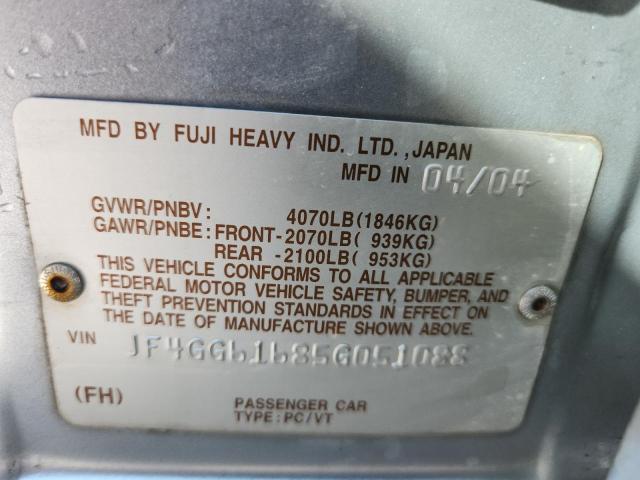 MFD BY FUJI HEAVY IND. LTD.,JAPAN
MFD IN 04/04
GVWR/PNBV: 4070LB(1846KG)
GAWR/PNBE:FRONT-2070LB( 939KG)
REAR -2100LB( 953KG)
THIS VEHICLE CONFORMS TO ALL APPLICABLE
FEDERAL MOTOR VEHICLE SAFETY, BUMPER, AND
THEFT PREVENTION STANDARDS IN EFFECT ON
THE DATE OF MANUFACTURE SHOWN ABOVE.
VIN JF4GG61685G051088
(FH) PASSENGER CAR
TYPE:PC/VT